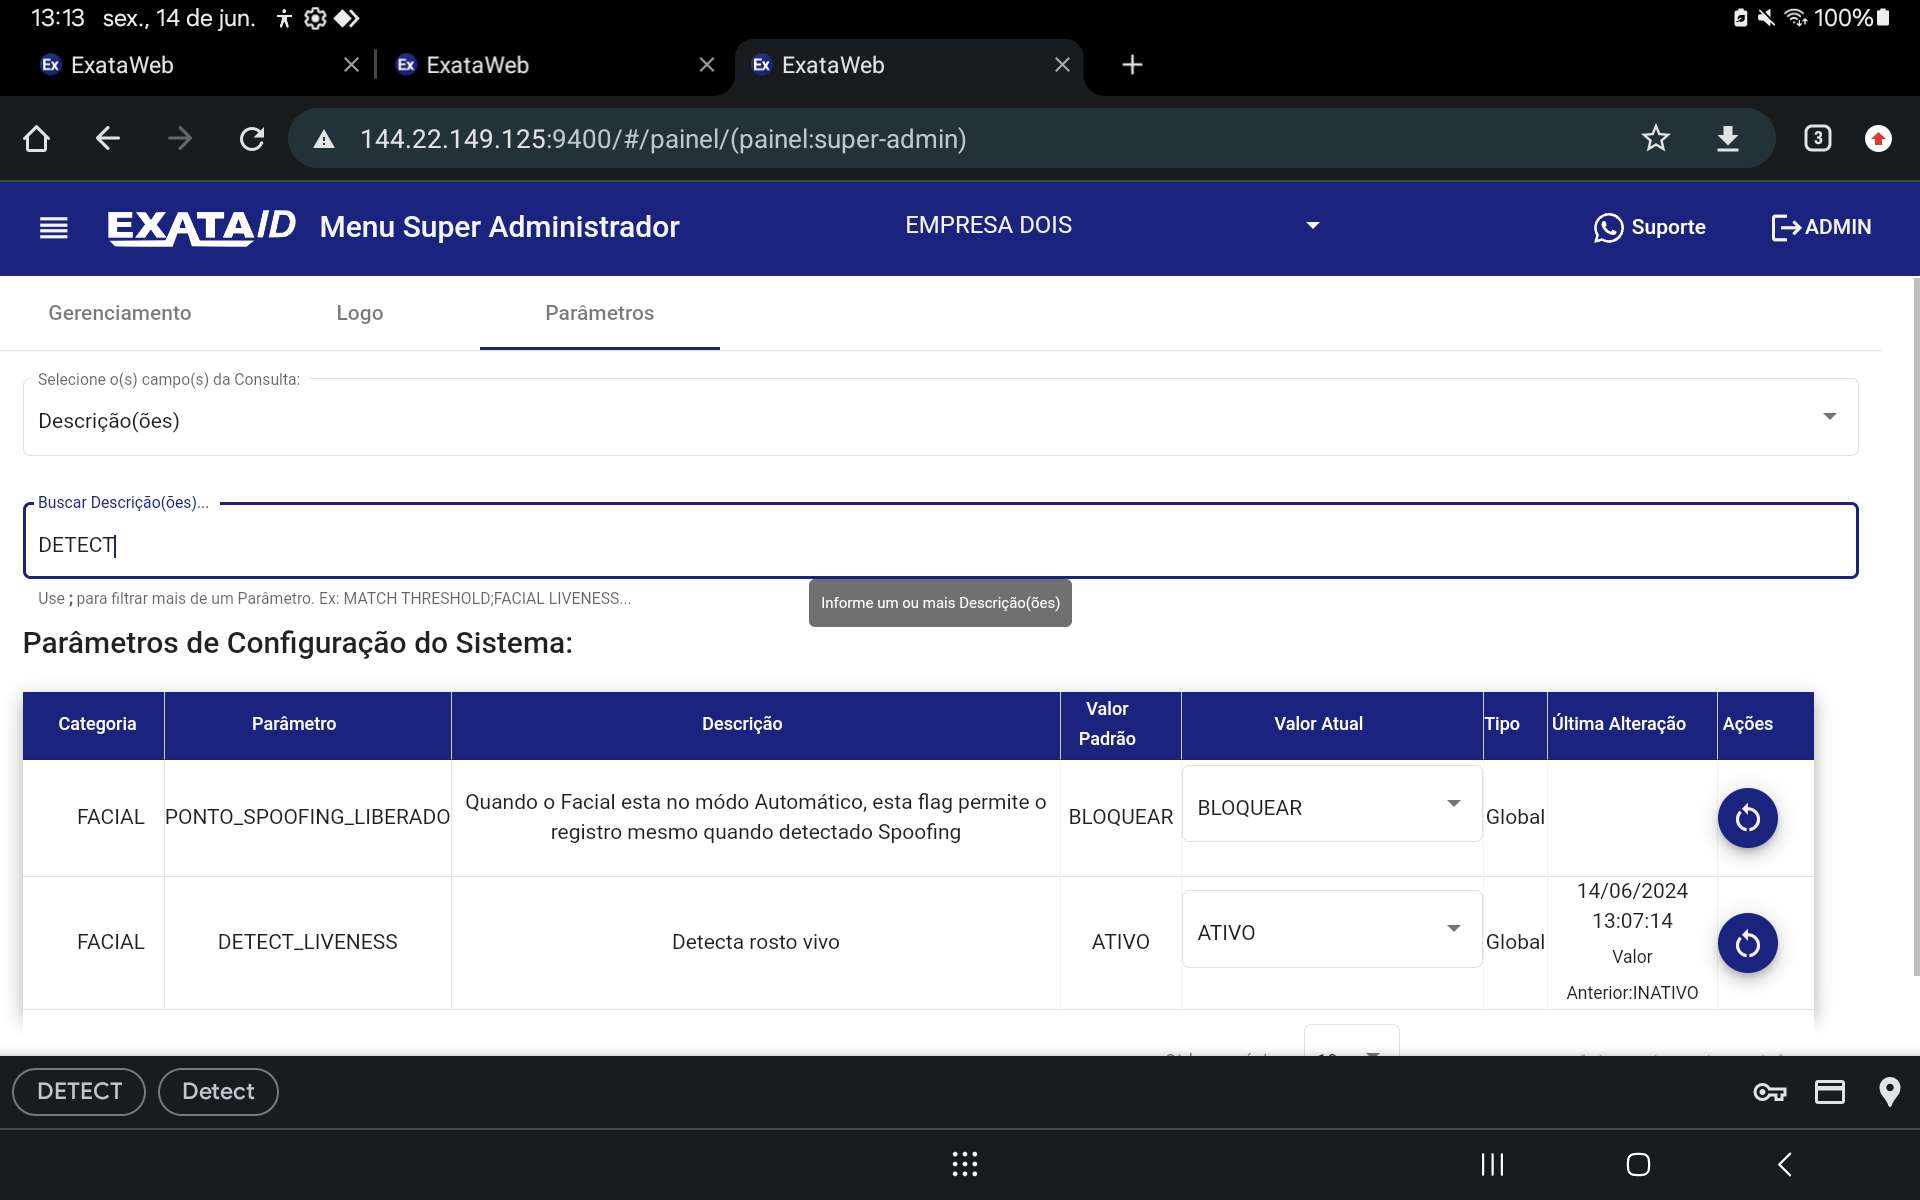 13:13 sex., 14 de jun.
100%
Ex ExataWeb
Ex ExataWeb
Ex ExataWeb
144.22.149.125:9400/#/painel/(painel:super-admin)
3
EXATA/ID Menu Super Administrador
EMPRESA DOIS
Suporte
ADMIN
Gerenciamento
Logo
Parâmetros
Selecione o(s) campo(s) da Consulta:
Descrição(ões)
Buscar Descrição(ões)...
DETECT
Use ; para filtrar mais de um Parâmetro. Ex: MATCH THRESHOLD;FACIAL LIVENESS...
Informe um ou mais Descrição(ões)
Parâmetros de Configuração do Sistema:
Categoria
Parâmetro
Descrição
Valor
Padrão
Valor Atual
Tipo
Última Alteração
Ações
FACIAL
PONTO_SPOOFING_LIBERADO
Quando o Facial esta no módo Automático, esta flag permite o
registro mesmo quando detectado Spoofing
BLOQUEAR
BLOQUEAR
Global
FACIAL
DETECT_LIVENESS
Detecta rosto vivo
ATIVO
ATIVO
Global
14/06/2024
13:07:14
Valor
Anterior:INATIVO
DETECT
Detect